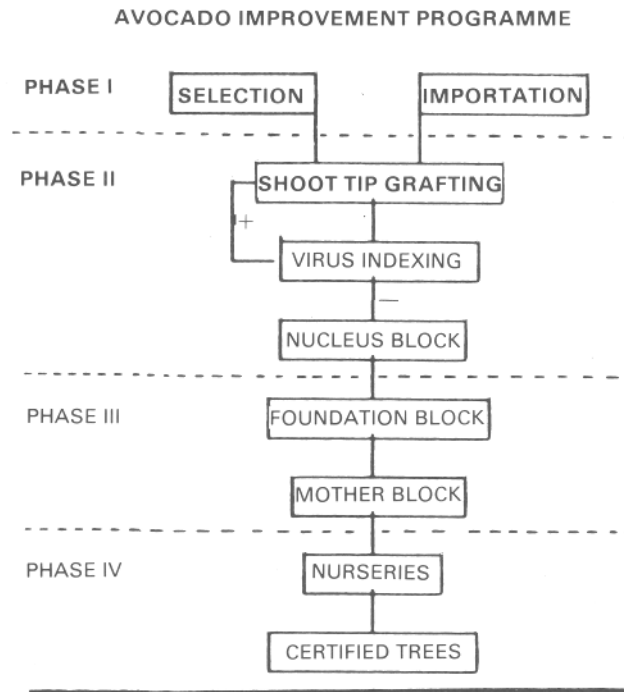 AVOCADO IMPROVEMENT PROGRAMME
PHASE I
SELECTION
IMPORTATION
PHASE II
SHOOT TIP GRAFTING
+
VIRUS INDEXING
—
NUCLEUS BLOCK
PHASE III
FOUNDATION BLOCK
MOTHER BLOCK
PHASE IV
NURSERIES
CERTIFIED TREES